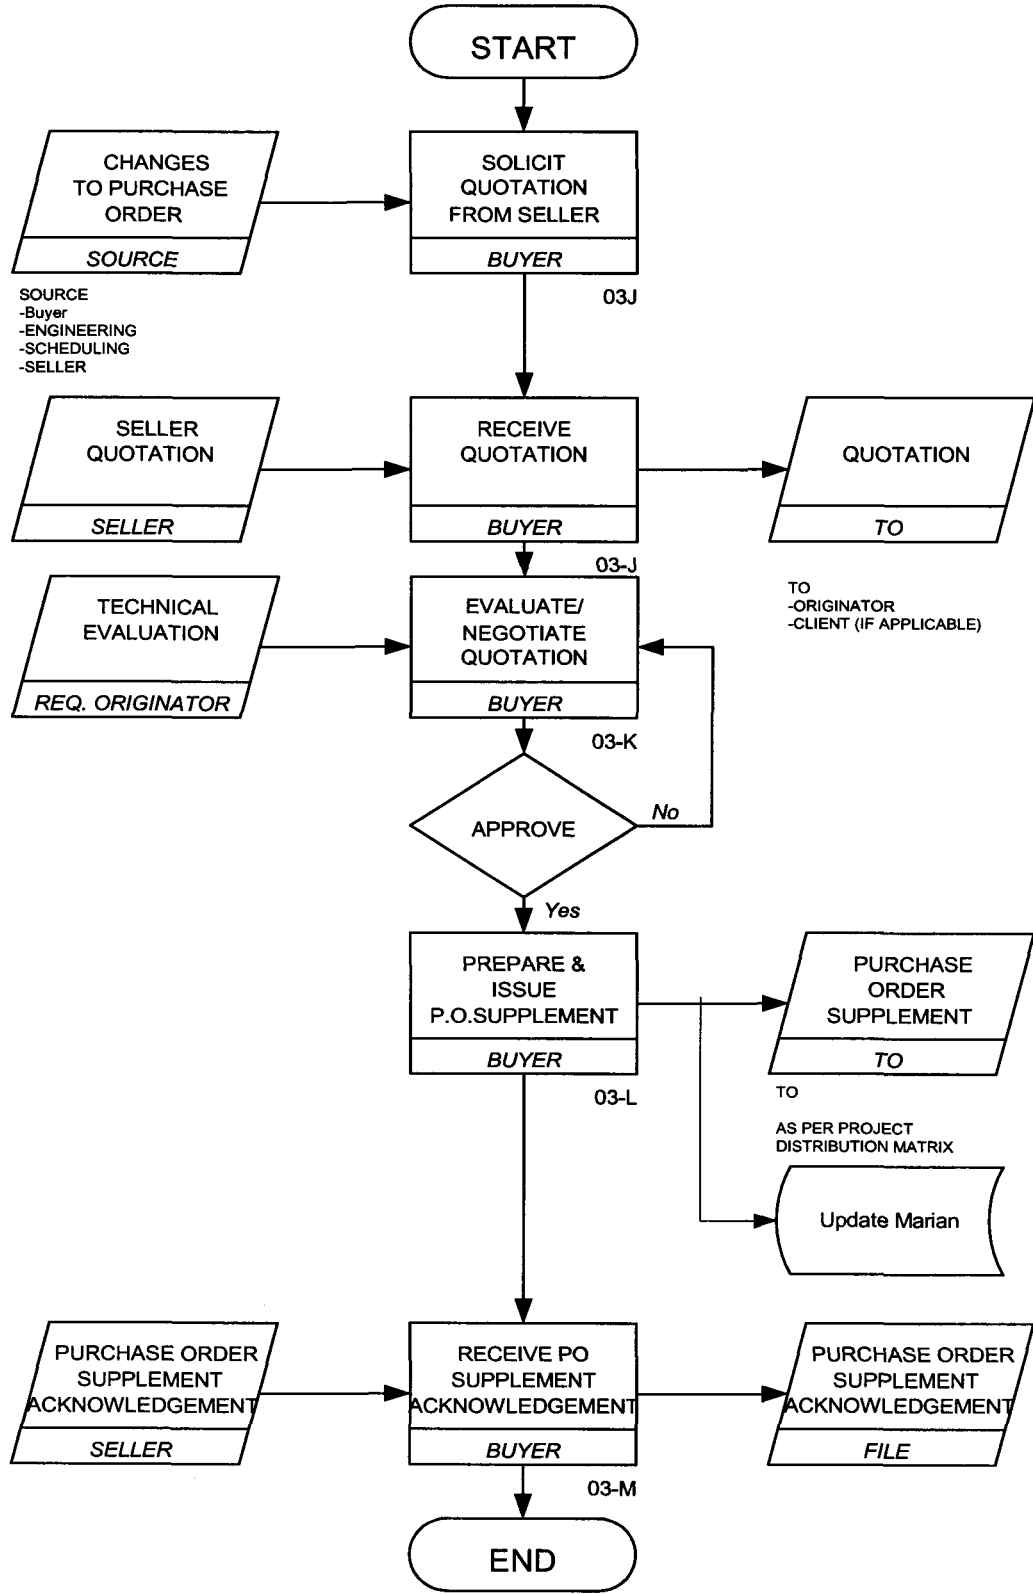 START
CHANGES
TO PURCHASE
ORDER
SOURCE
SOURCE
-Buyer
-ENGINEERING
-SCHEDULING
-SELLER
SOLICIT
QUOTATION
FROM SELLER
BUYER
03J
SELLER
QUOTATION
SELLER
RECEIVE
QUOTATION
BUYER
03-J
QUOTATION
TO
TO
-ORIGINATOR
-CLIENT (IF APPLICABLE)
TECHNICAL
EVALUATION
REQ. ORIGINATOR
EVALUATE/
NEGOTIATE
QUOTATION
BUYER
03-K
APPROVE
No
Yes
PREPARE &
ISSUE
P.O.SUPPLEMENT
BUYER
03-L
PURCHASE
ORDER
SUPPLEMENT
TO
TO
AS PER PROJECT
DISTRIBUTION MATRIX
Update Marian
PURCHASE ORDER
SUPPLEMENT
ACKNOWLEDGEMENT
SELLER
RECEIVE PO
SUPPLEMENT
ACKNOWLEDGEMENT
BUYER
03-M
PURCHASE ORDER
SUPPLEMENT
ACKNOWLEDGEMENT
FILE
END